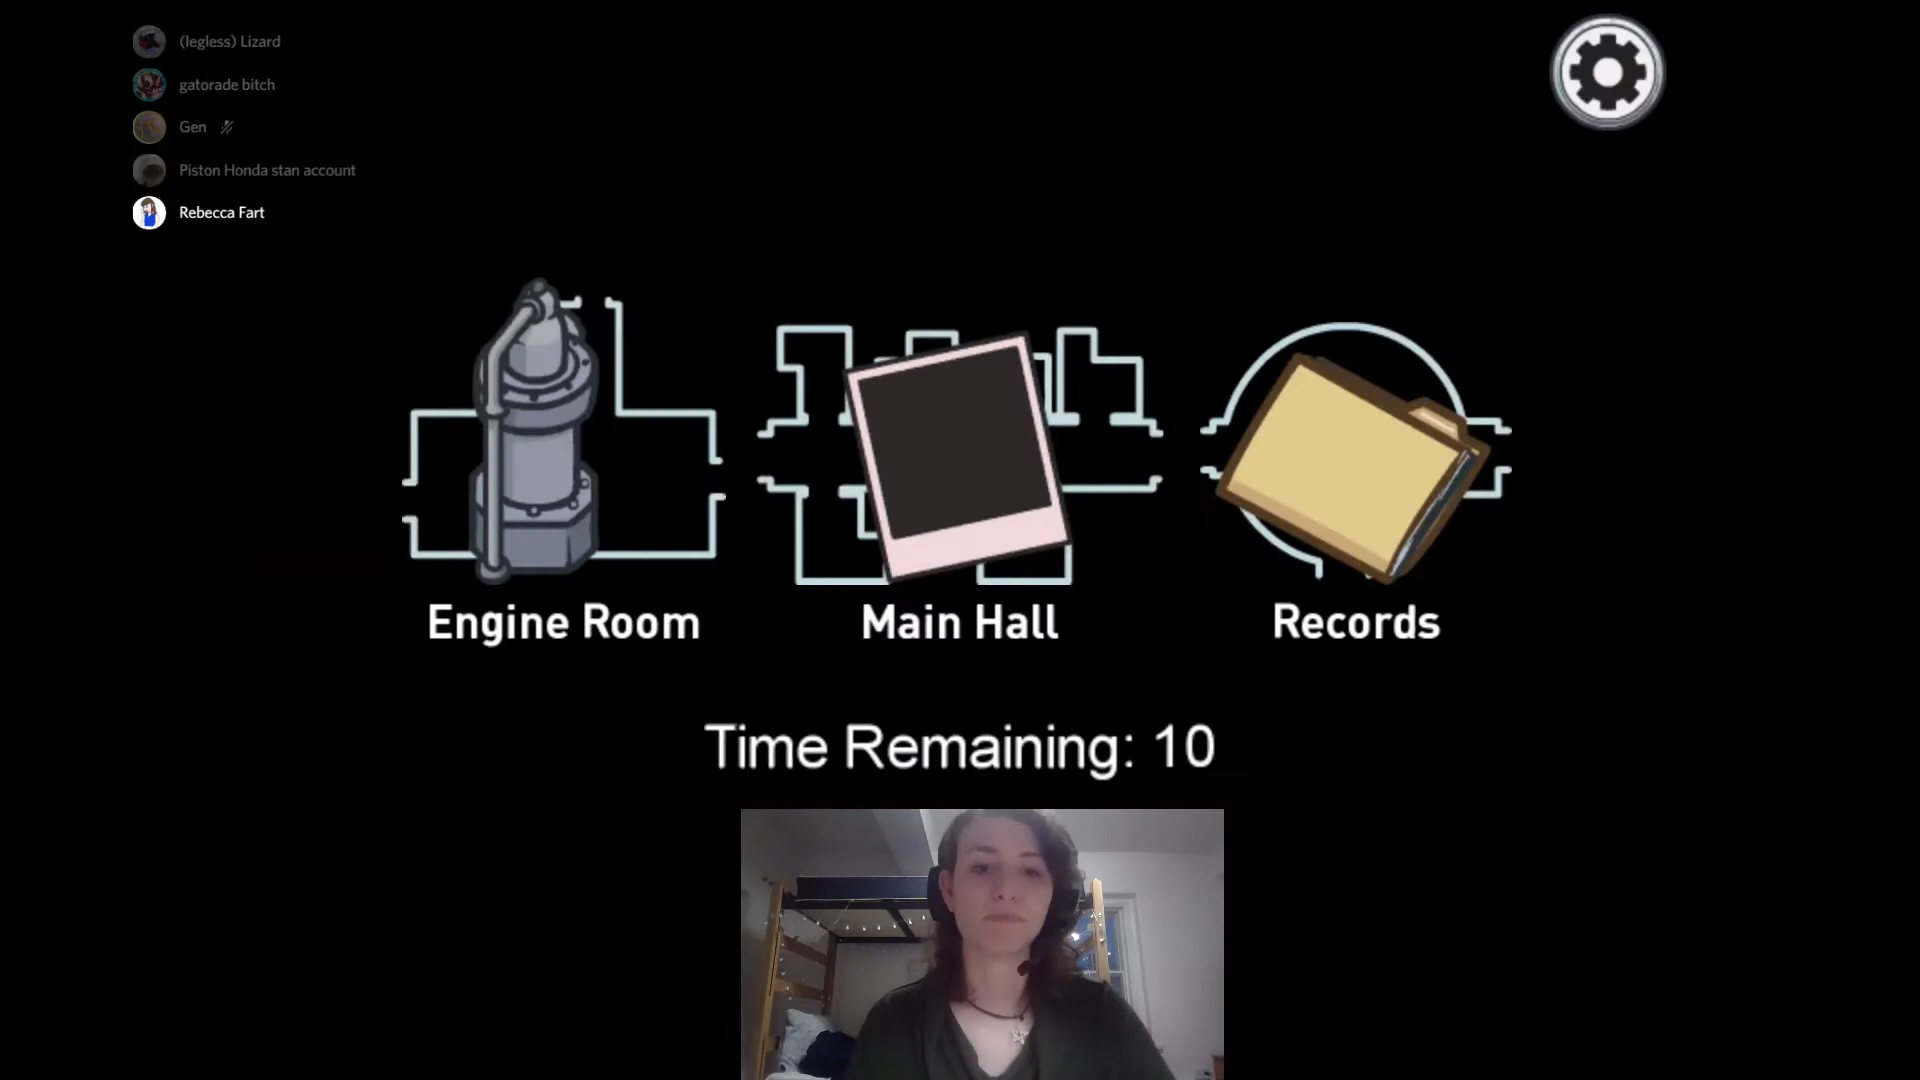 (legless) Lizard
gatorade bitch
Gen
Piston Honda stan account
Rebecca Fart
Engine Room
Main Hall
Records
Time Remaining: 10